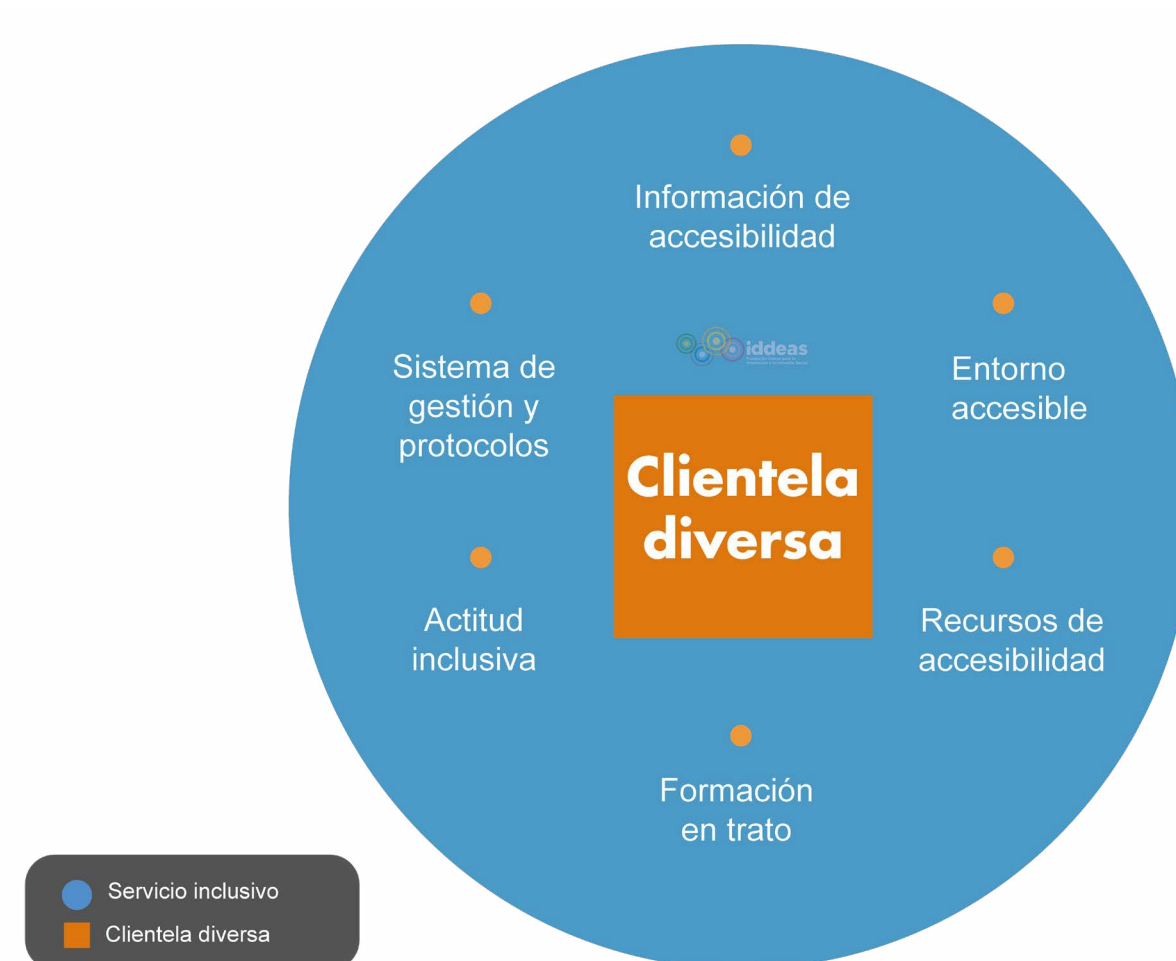 Información de
accesibilidad
iddeas
Sistema de
gestión y
protocolos
Entorno
accesible
Clientela
diversa
Actitud
inclusiva
Recursos de
accesibilidad
Formación
en trato
Servicio inclusivo
Clientela diversa